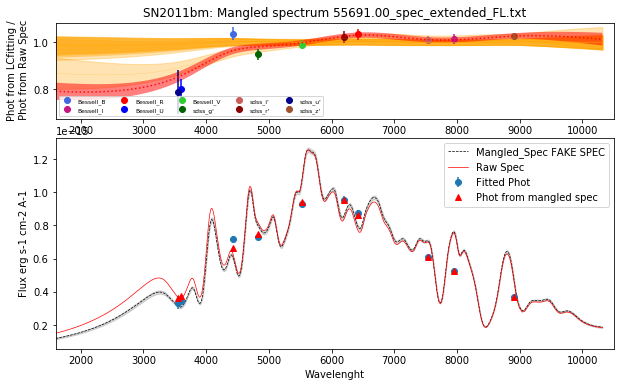 SN2011bm: Mangled spectrum 55691.00_spec_extended_FL.txt
Phot from LCfitting /
Phot from Raw Spec
1.0
0.8
Bessell_B
Bessell_I
Bessell_R
Bessell_U
Bessell_V
sdss_g'
sdss_i'
sdss_r'
sdss_u'
sdss_z'
2000 3000 4000 5000 6000 7000 8000 9000 10000
Flux erg s-1 cm-2 A-1
1.2
1.0
0.8
0.6
0.4
0.2
Mangled_Spec FAKE SPEC
Raw Spec
Fitted Phot
Phot from mangled spec
2000 3000 4000 5000 6000 7000 8000 9000 10000
Wavelenght